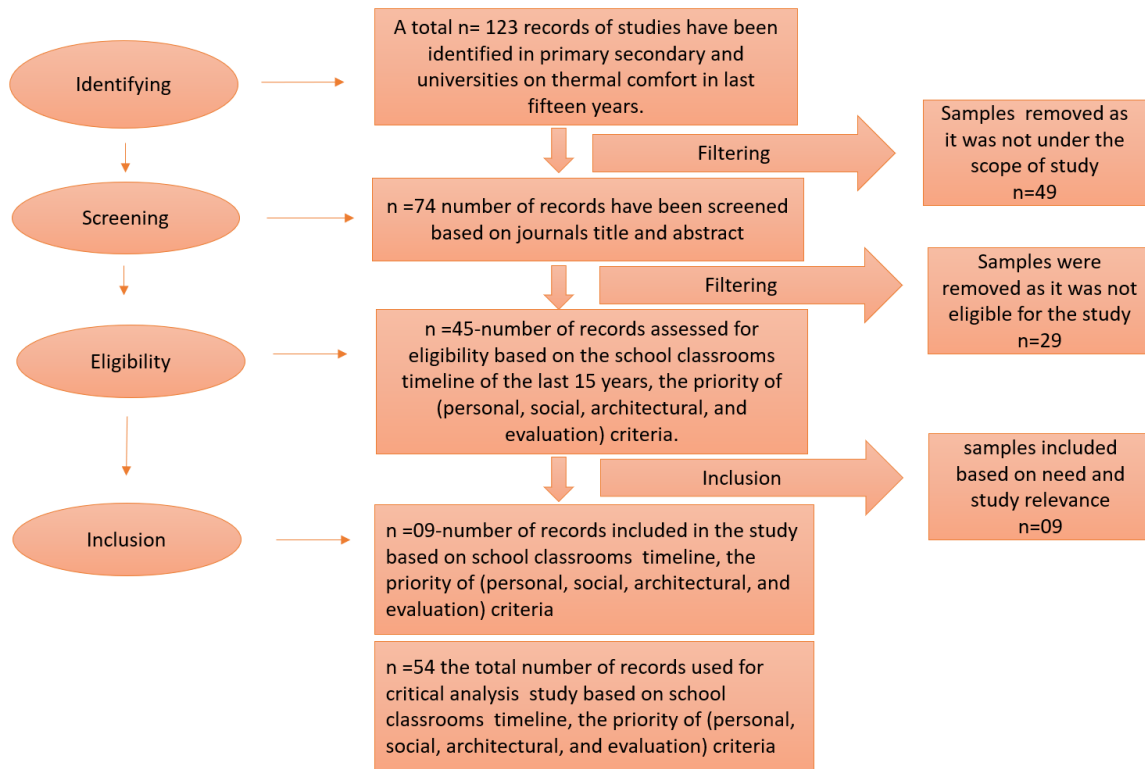 Identifying
A total n= 123 records of studies have been
identified in primary secondary and
universities on thermal comfort in last
fifteen years.
Filtering
Samples removed as
it was not under the
scope of study
n=49
Screening
n =74 number of records have been screened
based on journals title and abstract
Filtering
Samples were
removed as it was not
eligible for the study
n=29
Eligibility
n =45-number of records assessed for
eligibility based on the school classrooms
timeline of the last 15 years, the priority of
(personal, social, architectural, and
evaluation) criteria.
Inclusion
samples included
based on need and
study relevance
n=09
Inclusion
n =09-number of records included in the study
based on school classrooms timeline, the
priority of (personal, social, architectural, and
evaluation) criteria
n =54 the total number of records used for
critical analysis study based on school
classrooms timeline, the priority of (personal,
social, architectural, and evaluation) criteria